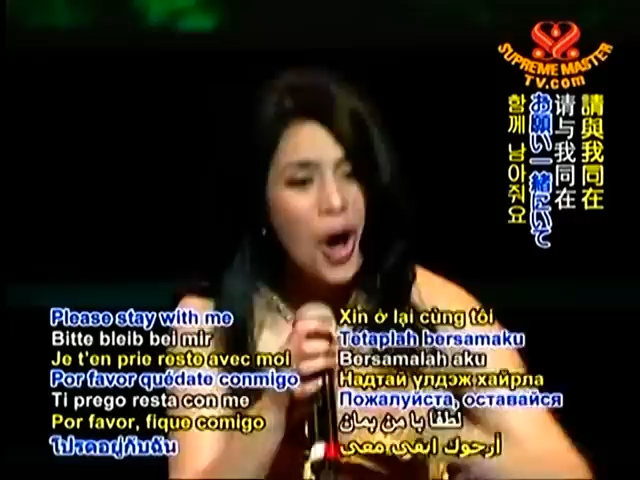 SUPREME MASTER
TV.com
請與我同在
请与我同在
お願い一緒にいて
함께 남아줘요
Please stay with me
Bitte bleib bei mir
Je t'en prie reste avec moi
Por favor quédate conmigo
Ti prego resta con me
Por favor, fique comigo
โปรดอยู่กับฉัน
Xin ở lại cùng tôi
Tetaplah bersamaku
Bersamalah aku
Надтай үлдэж хайрла
Пожалуйста, оставайся
لطفا با من بمان
أرجوك ابقي معي